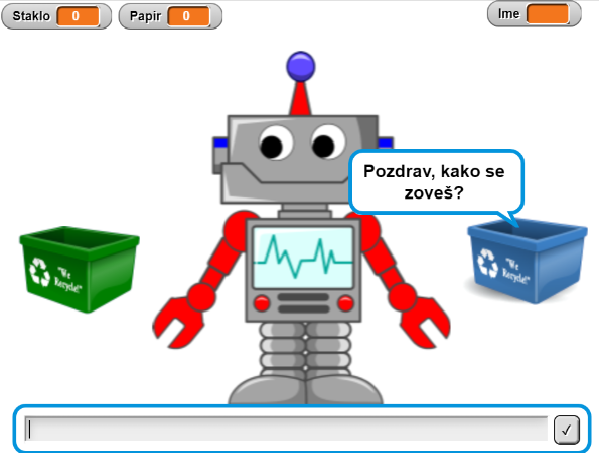 Staklo 0 Papir 0 Ime
Pozdrav, kako se
zoveš?
"We
Recycle!"
"We
Recycle!"